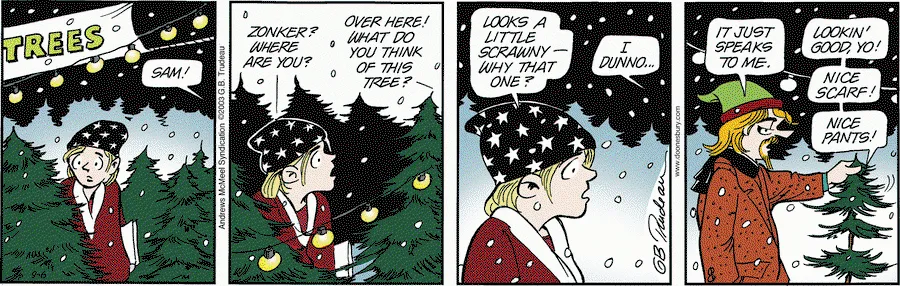 TREES
SAM!
ZONKER?
WHERE
ARE YOU?
OVER HERE!
WHAT DO
YOU THINK
OF THIS
TREE?
Andrews McMeel Syndication ©2003 G.B. Trudeau
LOOKS A
LITTLE
SCRAWNY—
WHY THAT
ONE?
I
DUNNO...
GB Trudeau
www.doonesbury.com
IT JUST
SPEAKS
TO ME.
LOOKIN'
GOOD, YO!
NICE
SCARF!
NICE
PANTS!